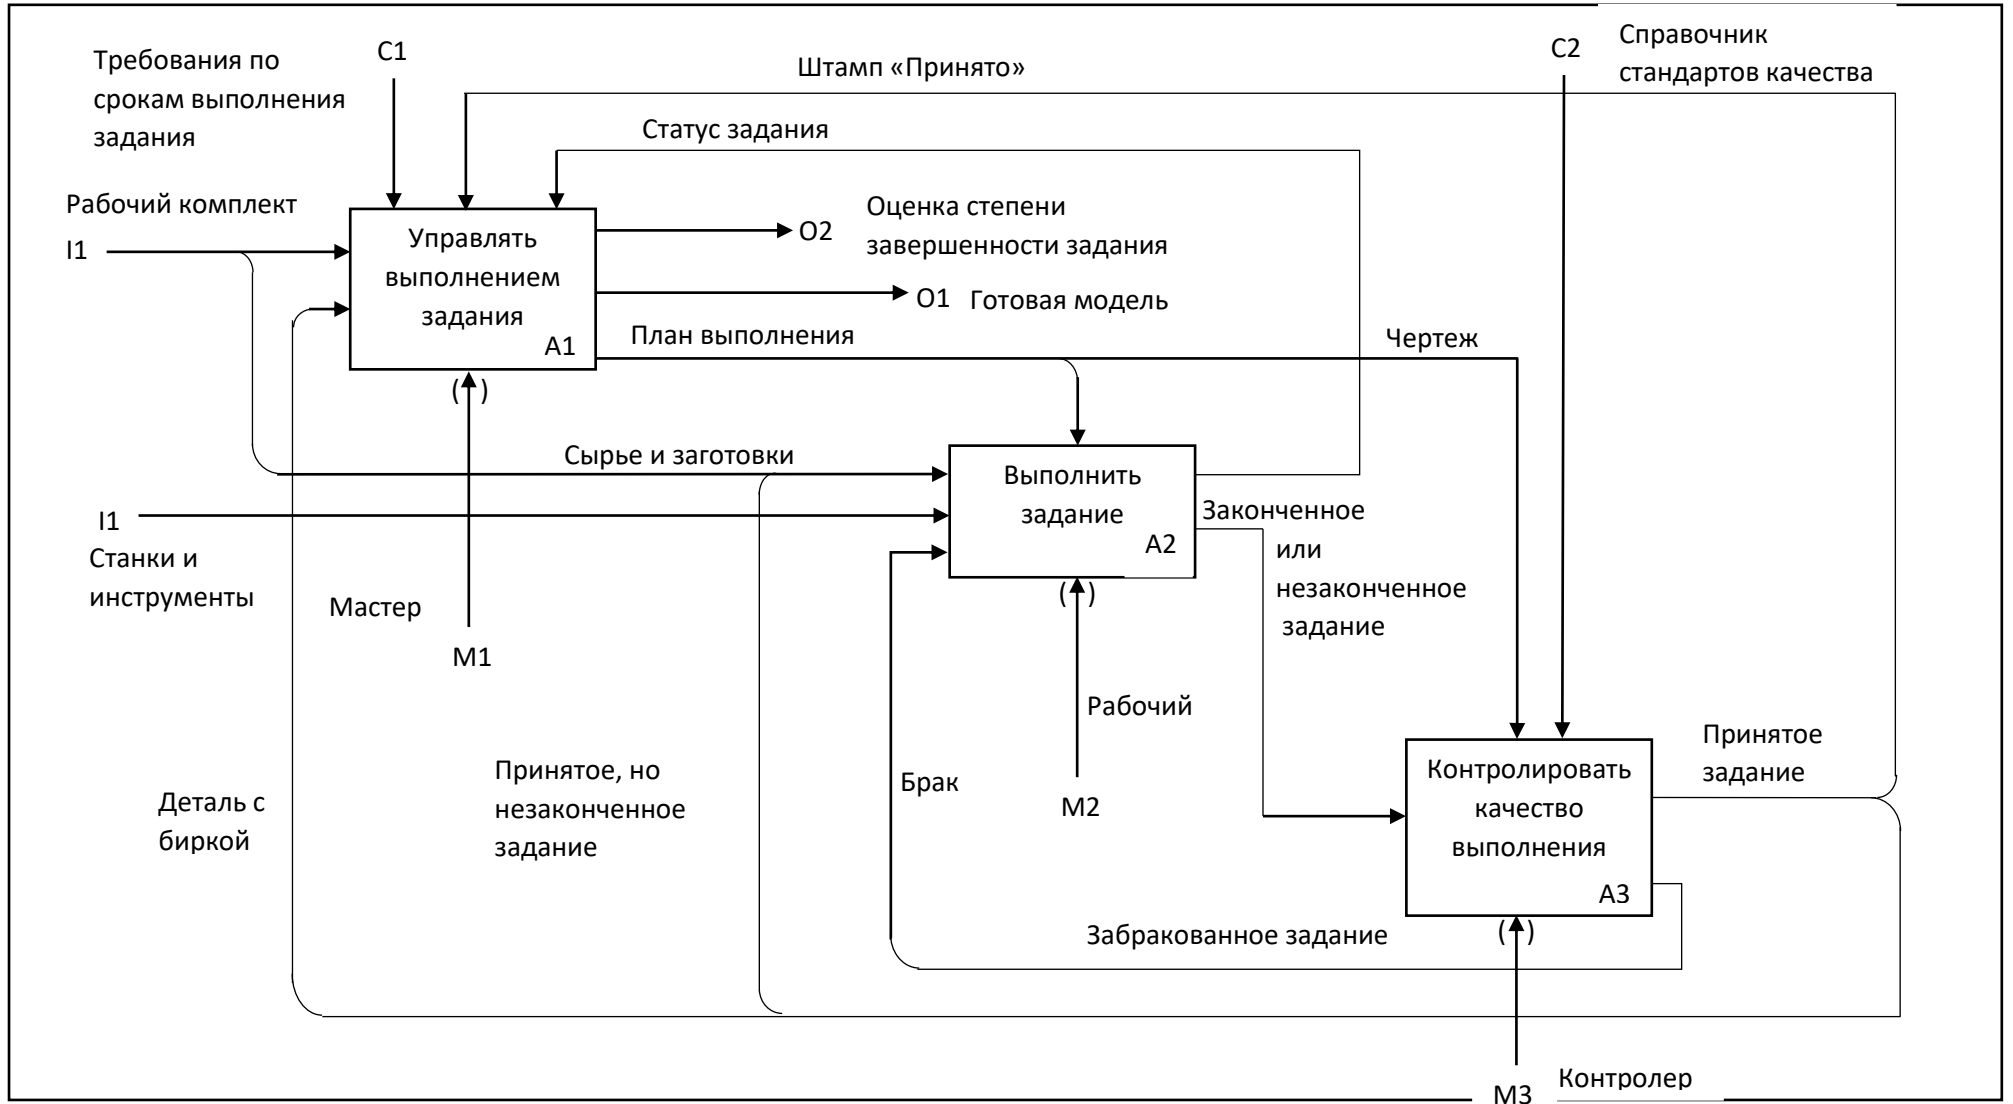 Требования по
срокам выполнения
задания
C1
Штамп «Принято»
C2
Справочник
стандартов качества
Статус задания
Рабочий комплект
I1
Управлять
выполнением
задания
A1
O2
Оценка степени
завершенности задания
O1
Готовая модель
План выполнения
Чертеж
( )
Сырье и заготовки
I1
Станки и
инструменты
Мастер
M1
Выполнить
задание
A2
( )
Законченное
или
незаконченное
задание
Рабочий
M2
Деталь с
биркой
Принятое, но
незаконченное
задание
Брак
Контролировать
качество
выполнения
A3
Принятое
задание
Забракованное задание
( )
M3
Контролер